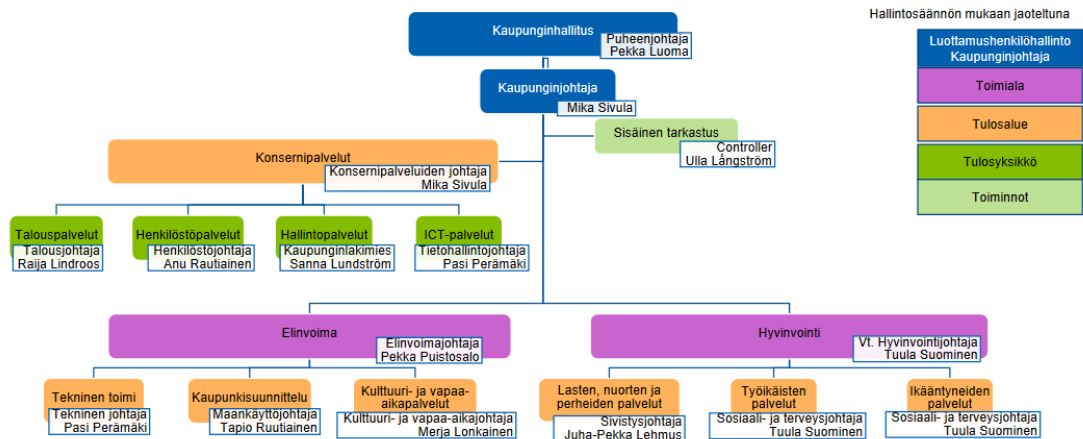 Hallintosäännön mukaan jaoteltuna
Luottamushenkilöhallinto
Kaupunginjohtaja
Toimiala
Tulosalue
Tulosyksikkö
Toiminnot
Kaupunginhallitus
Puheenjohtaja
Pekka Luoma
Kaupunginjohtaja
Mika Sivula
Sisäinen tarkastus
Controller
Ulla Långström
Konsernipalvelut
Konsernipalveluiden johtaja
Mika Sivula
Talouspalvelut
Talousjohtaja
Raija Lindroos
Henkilöstöpalvelut
Henkilöstöjohtaja
Anu Rautiainen
Hallintopalvelut
Kaupunginlakimies
Sanna Lundström
ICT-palvelut
Tietohallintojohtaja
Pasi Perämäki
Elinvoima
Elinvoimajohtaja
Pekka Puistosalo
Hyvinvointi
Vt. Hyvinvointijohtaja
Tuula Suominen
Tekninen toimi
Tekninen johtaja
Pasi Perämäki
Kaupunkisuunnittelu
Maankäyttöjohtaja
Tapio Ruutiainen
Kulttuuri- ja vapaa-
aikapalvelut
Kulttuuri- ja vapaa-aikajohtaja
Merja Lonkainen
Lasten, nuorten ja
perheiden palvelut
Sivistysjohtaja
Juha-Pekka Lehmus
Työikäisten
palvelut
Sosiaali- ja terveysjohtaja
Tuula Suominen
Ikääntyneiden
palvelut
Sosiaali- ja terveysjohtaja
Tuula Suominen